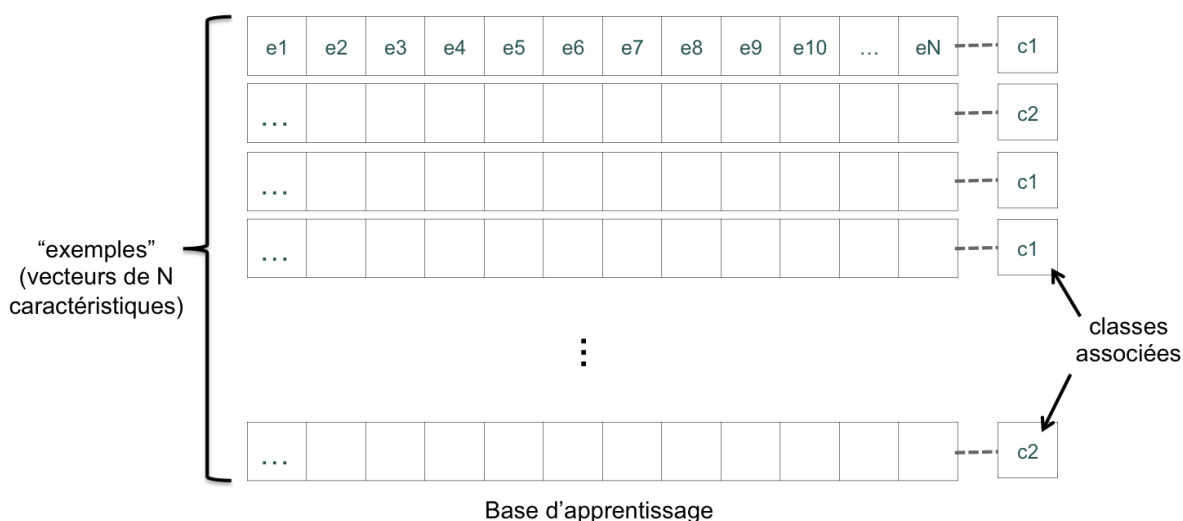 e1 e2 e3 e4 e5 e6 e7 e8 e9 e10 ... eN c1
... c2
... c1
... c1
“exemples”
(vecteurs de N
caractéristiques)
classes
associées
... c2
Base d’apprentissage